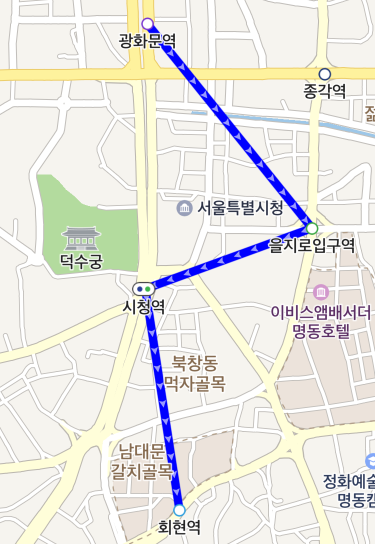 광화문역
종각역
서울특별시청
을지로입구역
덕수궁
시청역
이비스앰배서더
명동호텔
북창동
먹자골목
남대문
갈치골목
정화예술
명동캠
회현역